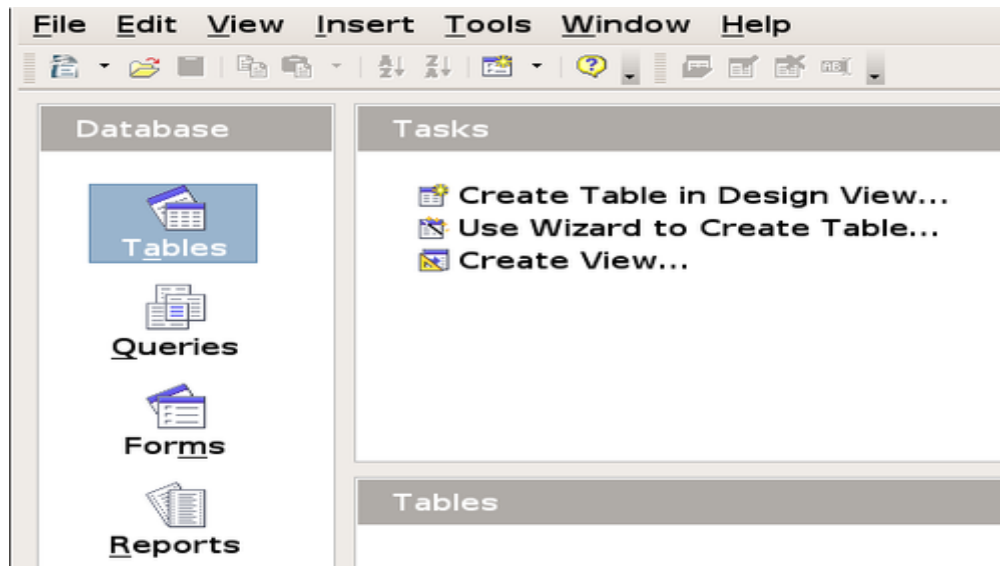 File Edit View Insert Tools Window Help
Database
Tables
Queries
Forms
Reports
Tasks
Create Table in Design View...
Use Wizard to Create Table...
Create View...
Tables